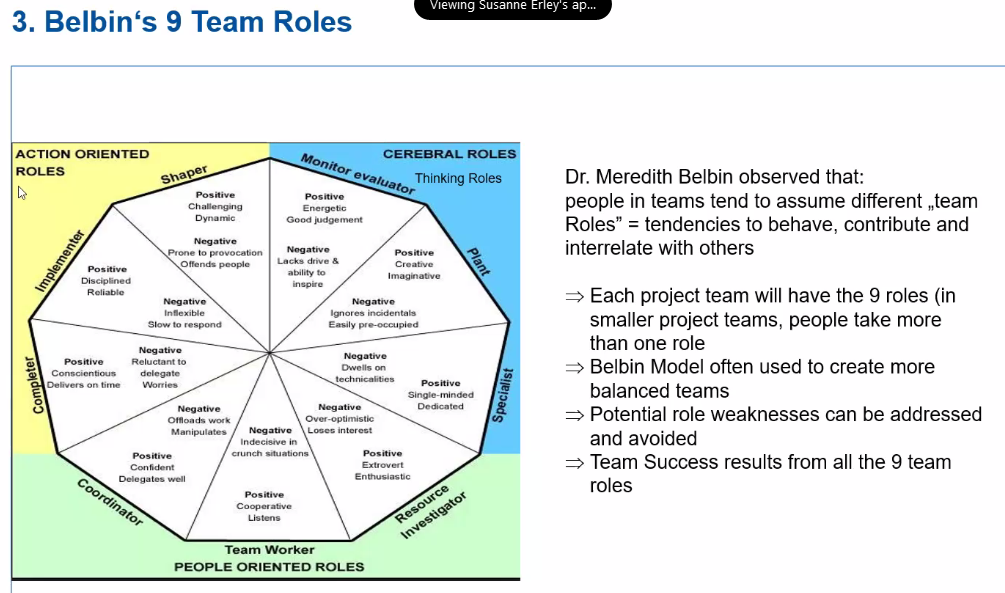 Viewing Susanne Erley's ap...
3. Belbin‘s 9 Team Roles
ACTION ORIENTED
ROLES
CEREBRAL ROLES
Thinking Roles
Shaper
Positive
Challenging
Dynamic
Negative
Prone to provocation
Offends people
Monitor evaluator
Positive
Energetic
Good judgement
Negative
Lacks drive &
ability to
inspire
Plant
Positive
Creative
Imaginative
Negative
Ignores incidentals
Easily pre-occupied
Specialist
Negative
Dwells on
technicalities
Positive
Single-minded
Dedicated
Resource
Investigator
Negative
Over-optimistic
Loses interest
Positive
Extrovert
Enthusiastic
Team Worker
Negative
Indecisive in
crunch situations
Positive
Cooperative
Listens
Coordinator
Negative
Offloads work
Manipulates
Positive
Confident
Delegates well
Completer
Positive
Conscientious
Delivers on time
Negative
Reluctant to
delegate
Worries
Implementer
Positive
Disciplined
Reliable
Negative
Inflexible
Slow to respond
PEOPLE ORIENTED ROLES
Dr. Meredith Belbin observed that:
people in teams tend to assume different „team
Roles” = tendencies to behave, contribute and
interrelate with others
⇒ Each project team will have the 9 roles (in
smaller project teams, people take more
than one role
⇒ Belbin Model often used to create more
balanced teams
⇒ Potential role weaknesses can be addressed
and avoided
⇒ Team Success results from all the 9 team
roles